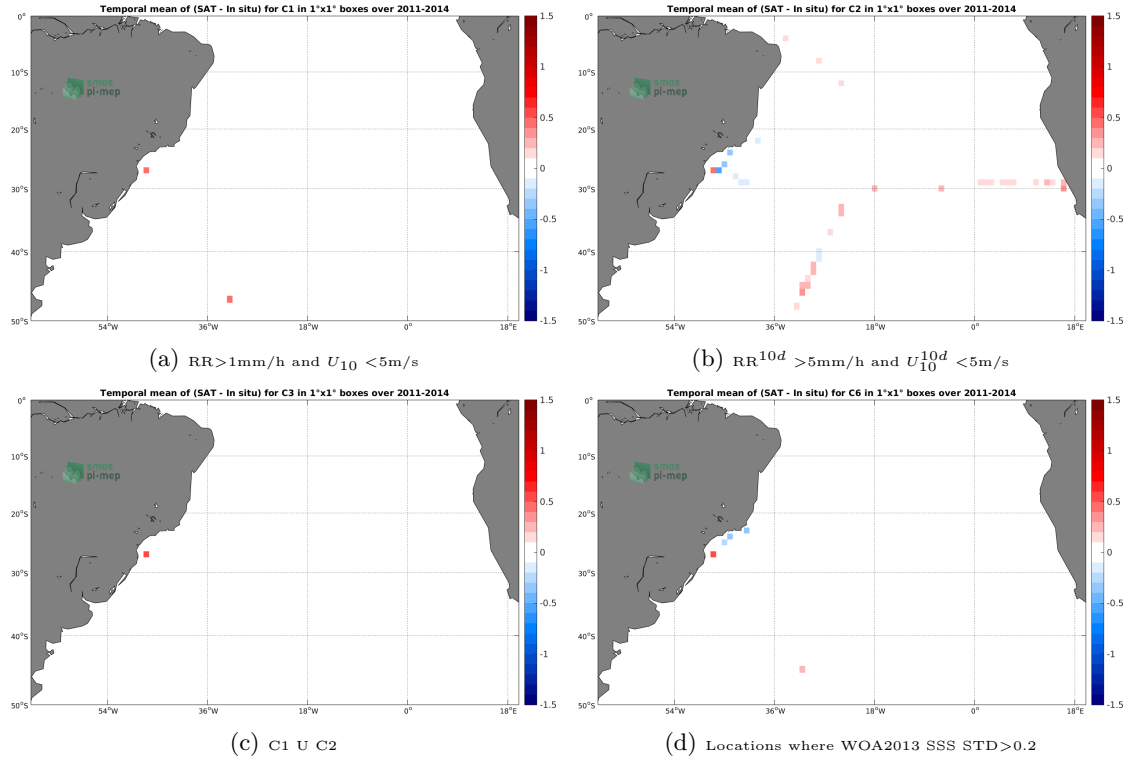 Temporal mean of (SAT - In situ) for C1 in 1°x1° boxes over 2011-2014
0°
10°S
20°S
30°S
40°S
50°S
54°W
36°W
18°W
0°
18°E
1.5
1
0.5
0
-0.5
-1
-1.5
smos
pi-mep
(a) RR>1mm/h and U10 <5m/s
Temporal mean of (SAT - In situ) for C2 in 1°x1° boxes over 2011-2014
0°
10°S
20°S
30°S
40°S
50°S
54°W
36°W
18°W
0°
18°E
1.5
1
0.5
0
-0.5
-1
-1.5
smos
pi-mep
(b) RR^10d >5mm/h and U10^10d <5m/s
Temporal mean of (SAT - In situ) for C3 in 1°x1° boxes over 2011-2014
0°
10°S
20°S
30°S
40°S
50°S
54°W
36°W
18°W
0°
18°E
1.5
1
0.5
0
-0.5
-1
-1.5
smos
pi-mep
(c) C1 U C2
Temporal mean of (SAT - In situ) for C6 in 1°x1° boxes over 2011-2014
0°
10°S
20°S
30°S
40°S
50°S
54°W
36°W
18°W
0°
18°E
1.5
1
0.5
0
-0.5
-1
-1.5
smos
pi-mep
(d) Locations where WOA2013 SSS STD>0.2